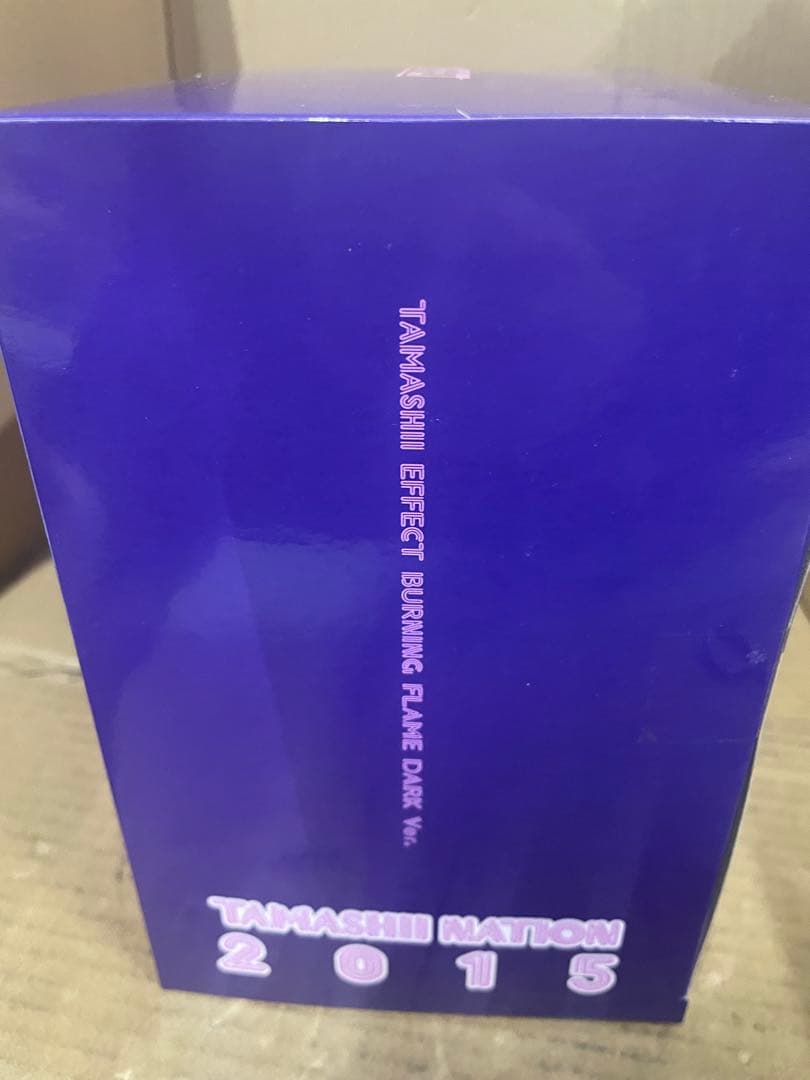 TAMASHII EFFECT BURNING FLAME DARK Ver.
TAMASHII NATION
2015